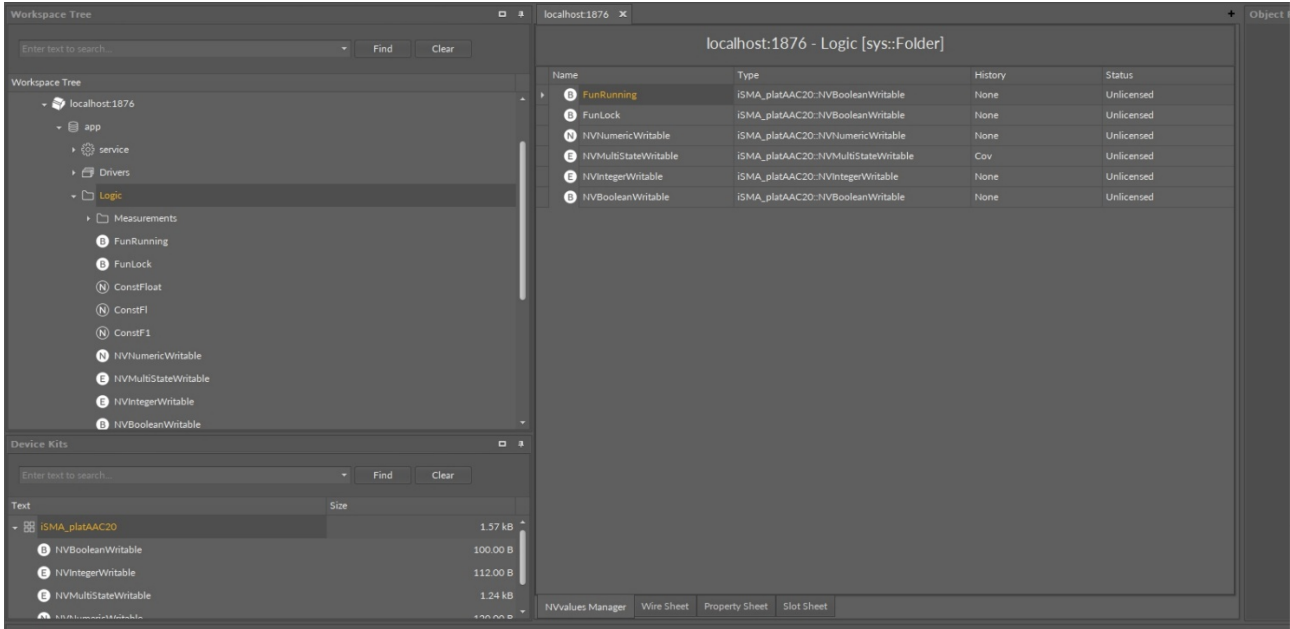 Workspace Tree
Enter text to search...
Find
Clear
Workspace Tree
localhost:1876
app
service
Drivers
Logic
Measurements
FunRunning
FunLock
ConstFloat
ConstFl
ConstF1
NVNumericWritable
NVMultiStateWritable
NVIntegerWritable
NVBooleanWritable
Device Kits
Enter text to search...
Find
Clear
Text Size
iSMA_platAAC20 1.57 kB
NVBooleanWritable 100.00 B
NVIntegerWritable 112.00 B
NVMultiStateWritable 1.24 kB
localhost:1876
localhost:1876 - Logic [sys::Folder]
Name Type History Status
FunRunning iSMA_platAAC20::NVBooleanWritable None Unlicensed
FunLock iSMA_platAAC20::NVBooleanWritable None Unlicensed
NVNumericWritable iSMA_platAAC20::NVNumericWritable None Unlicensed
NVMultiStateWritable iSMA_platAAC20::NVMultiStateWritable Cov Unlicensed
NVIntegerWritable iSMA_platAAC20::NVIntegerWritable None Unlicensed
NVBooleanWritable iSMA_platAAC20::NVBooleanWritable None Unlicensed
NVvalues Manager
Wire Sheet
Property Sheet
Slot Sheet
Object